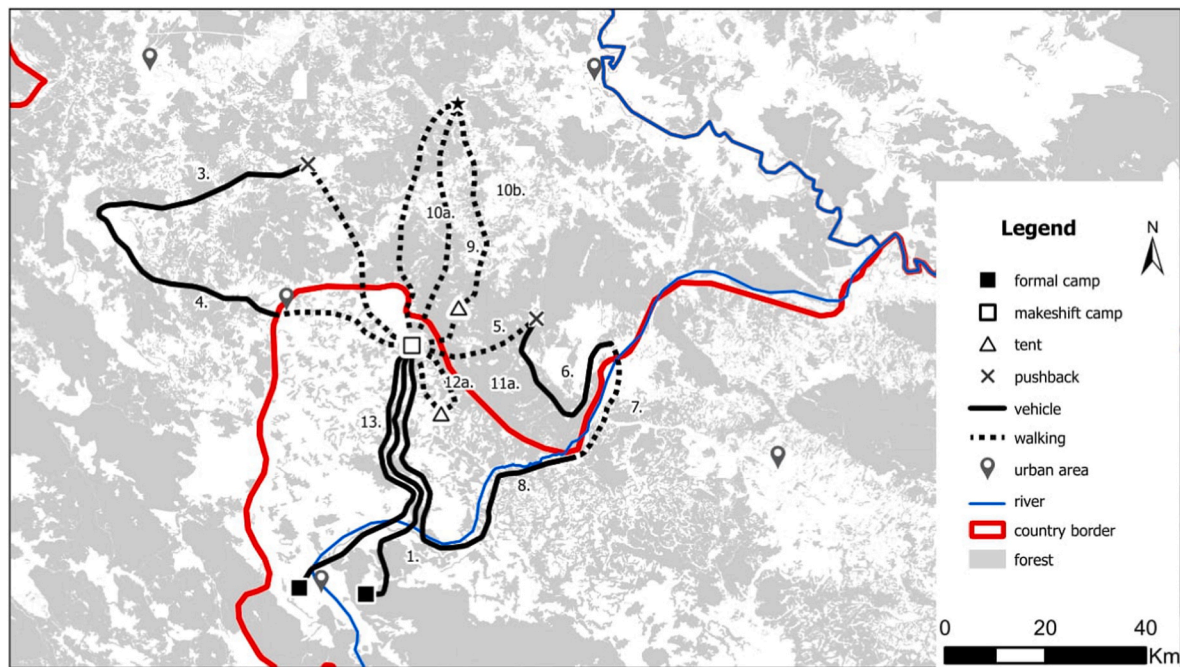 3.
10b.
10a.
9.
4.
5.
6.
12a.
11a.
7.
13.
8.
1.
Legend
N
formal camp
makeshift camp
tent
pushback
vehicle
walking
urban area
river
country border
forest
0 20 40
Km